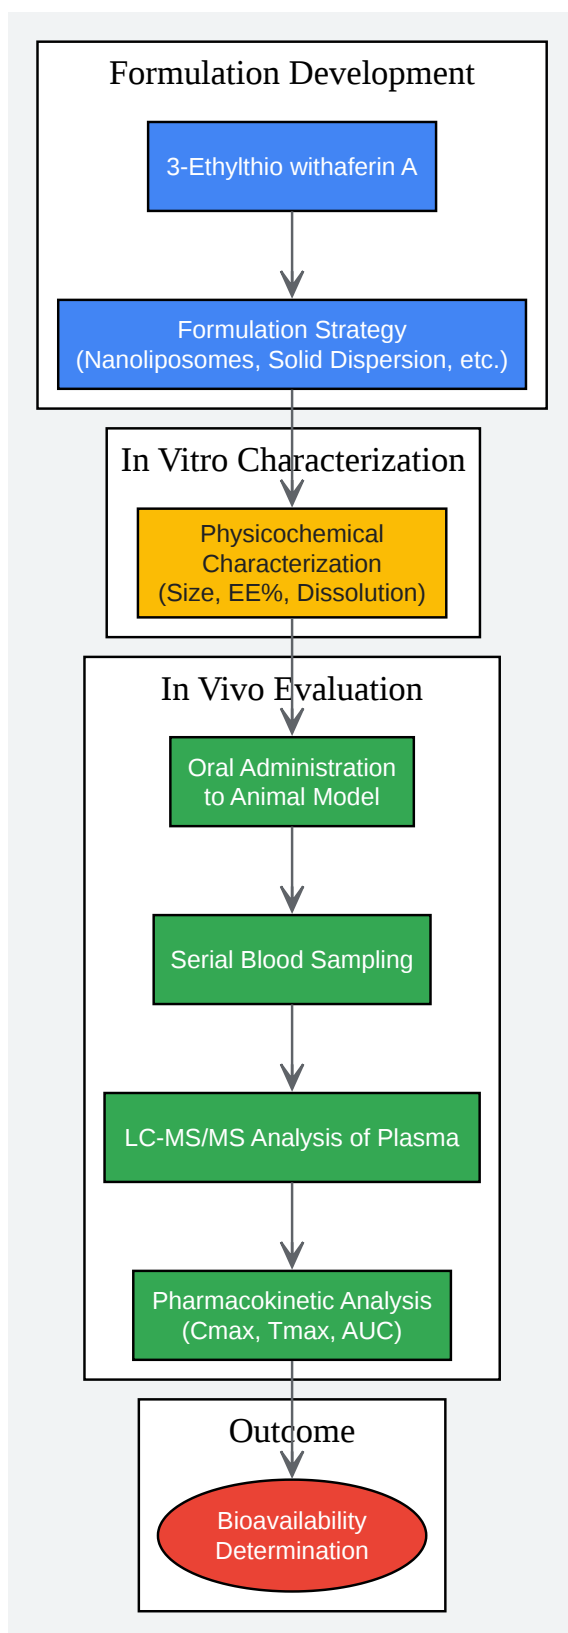 Formulation Development
3-Ethylthio withaferin A
Formulation Strategy
(Nanoliposomes, Solid Dispersion, etc.)
In Vitro Characterization
Physicochemical
Characterization
(Size, EE%, Dissolution)
In Vivo Evaluation
Oral Administration
to Animal Model
Serial Blood Sampling
LC-MS/MS Analysis of Plasma
Pharmacokinetic Analysis
(Cmax, Tmax, AUC)
Outcome
Bioavailability
Determination